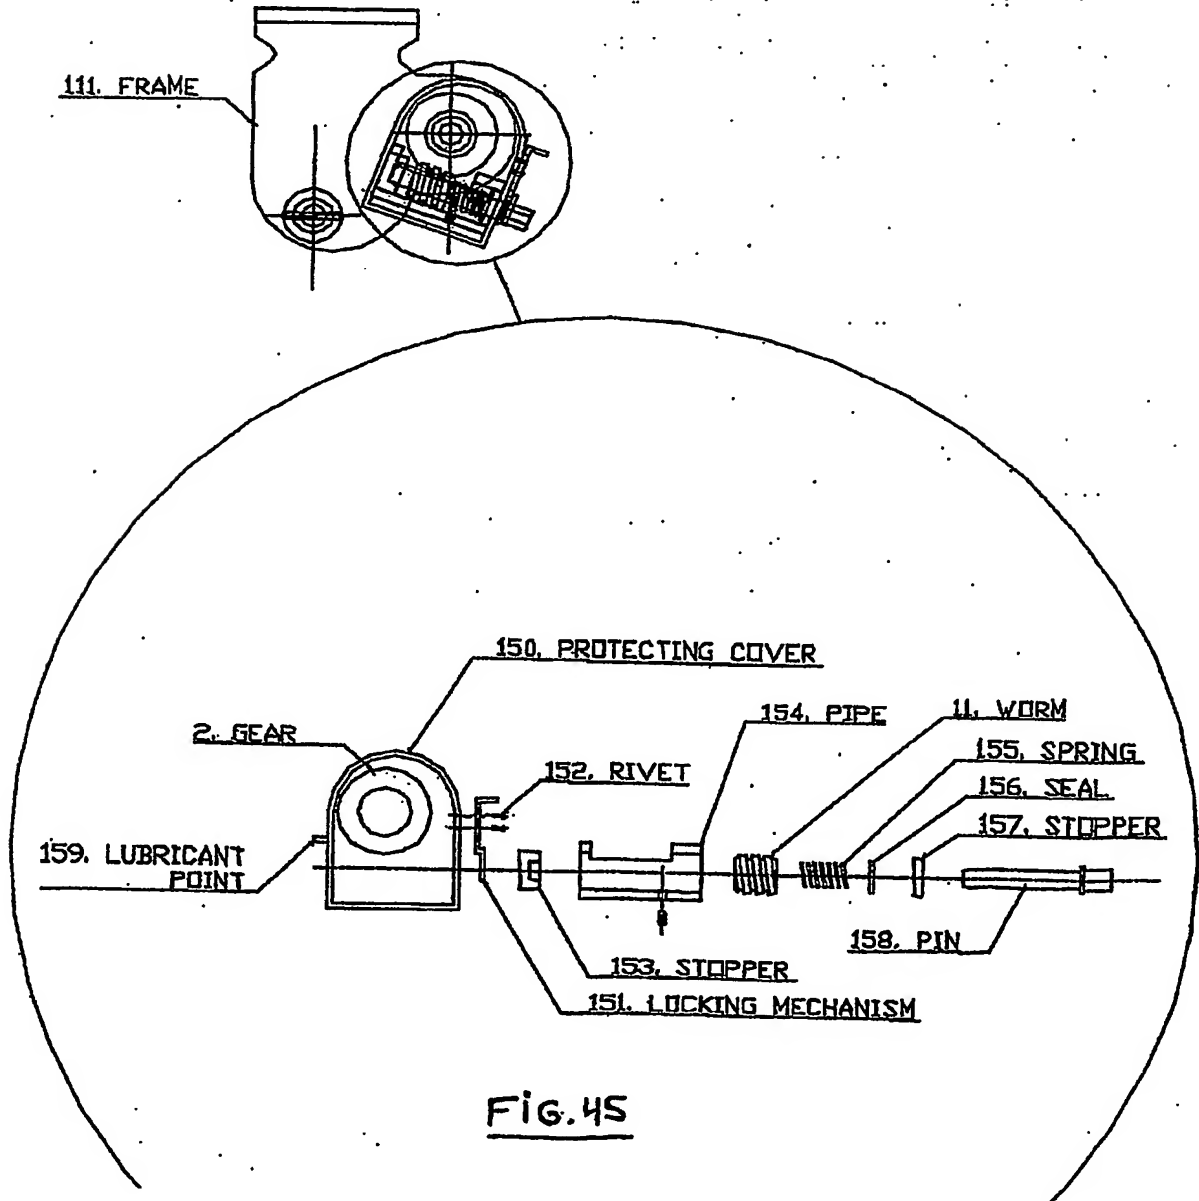 111. FRAME
150. PROTECTING COVER
2. GEAR
154. PIPE
11. WORM
152. RIVET
155. SPRING
156. SEAL
157. STOPPER
159. LUBRICANT
POINT
158. PIN
153. STOPPER
151. LOCKING MECHANISM
FiG. 45